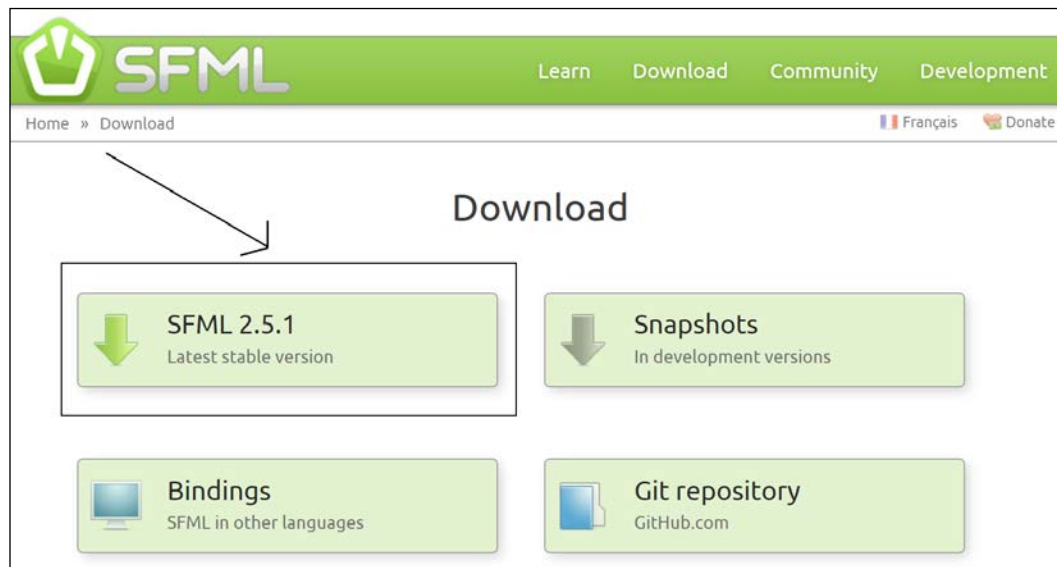 SFML
Learn Download Community Development
Home » Download
Français Donate
Download
SFML 2.5.1
Latest stable version
Snapshots
In development versions
Bindings
SFML in other languages
Git repository
GitHub.com